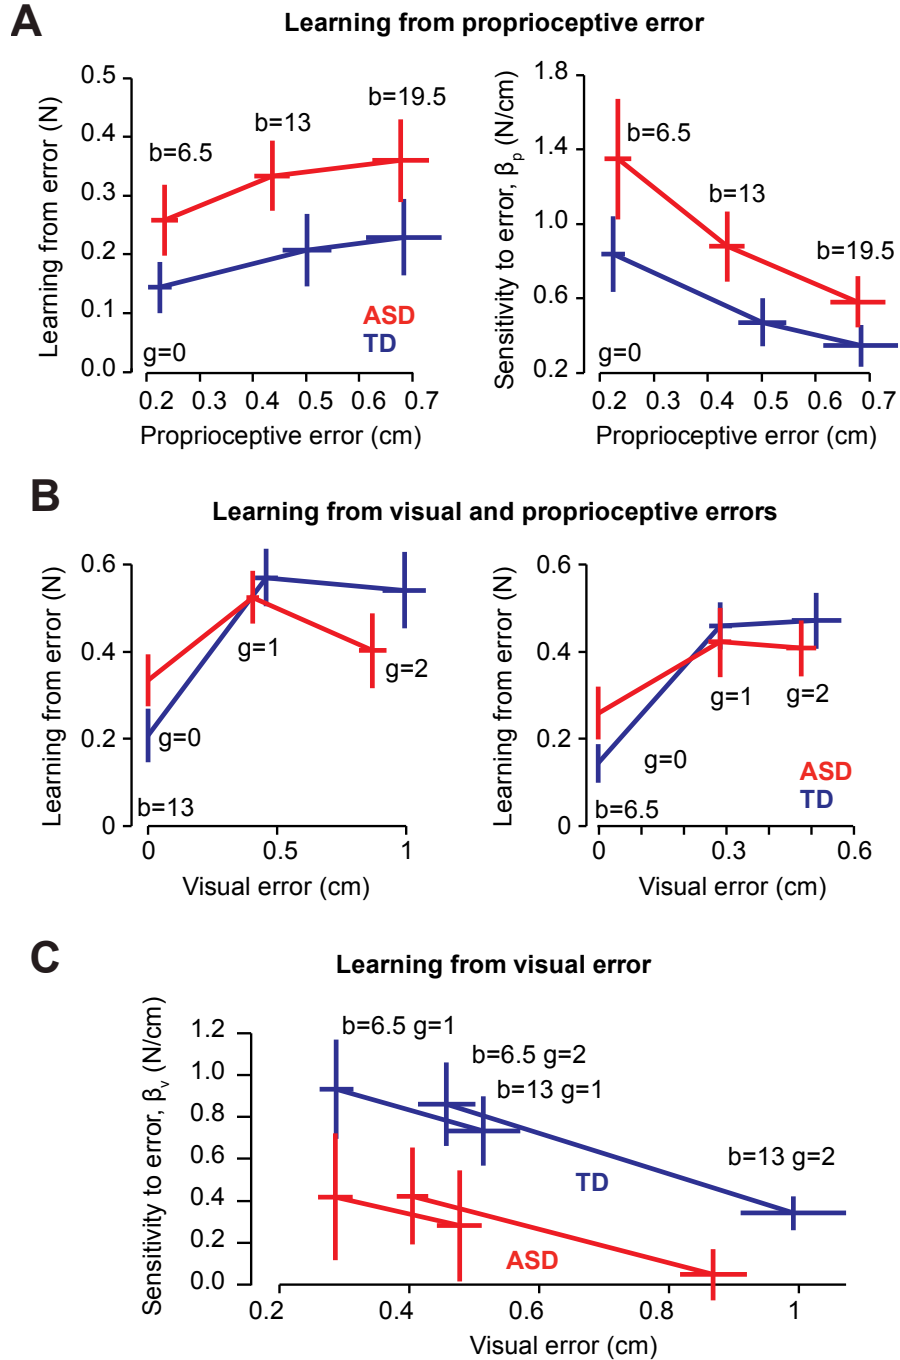 A
Learning from proprioceptive error
Learning from error (N)
0.5
0.4
0.3
0.2
0.1
0.0
b=6.5
b=13
b=19.5
ASD
TD
g=0
0.2 0.3 0.4 0.5 0.6 0.7
Proprioceptive error (cm)
Sensitivity to error, βp (N/cm)
1.8
1.4
1.0
0.6
0.2
b=6.5
b=13
b=19.5
g=0
0.2 0.3 0.4 0.5 0.6 0.7
Proprioceptive error (cm)
B
Learning from visual and proprioceptive errors
Learning from error (N)
0.6
0.4
0.2
0
g=1
g=2
g=0
b=13
0 0.5 1
Visual error (cm)
Learning from error (N)
0.6
0.4
0.2
0
g=1
g=2
g=0
ASD
TD
b=6.5
0 0.3 0.6
Visual error (cm)
C
Learning from visual error
Sensitivity to error, βv (N/cm)
1.2
1.0
0.8
0.6
0.4
0.2
0.0
b=6.5 g=1
b=6.5 g=2
b=13 g=1
b=13 g=2
TD
ASD
0.2 0.4 0.6 0.8 1
Visual error (cm)